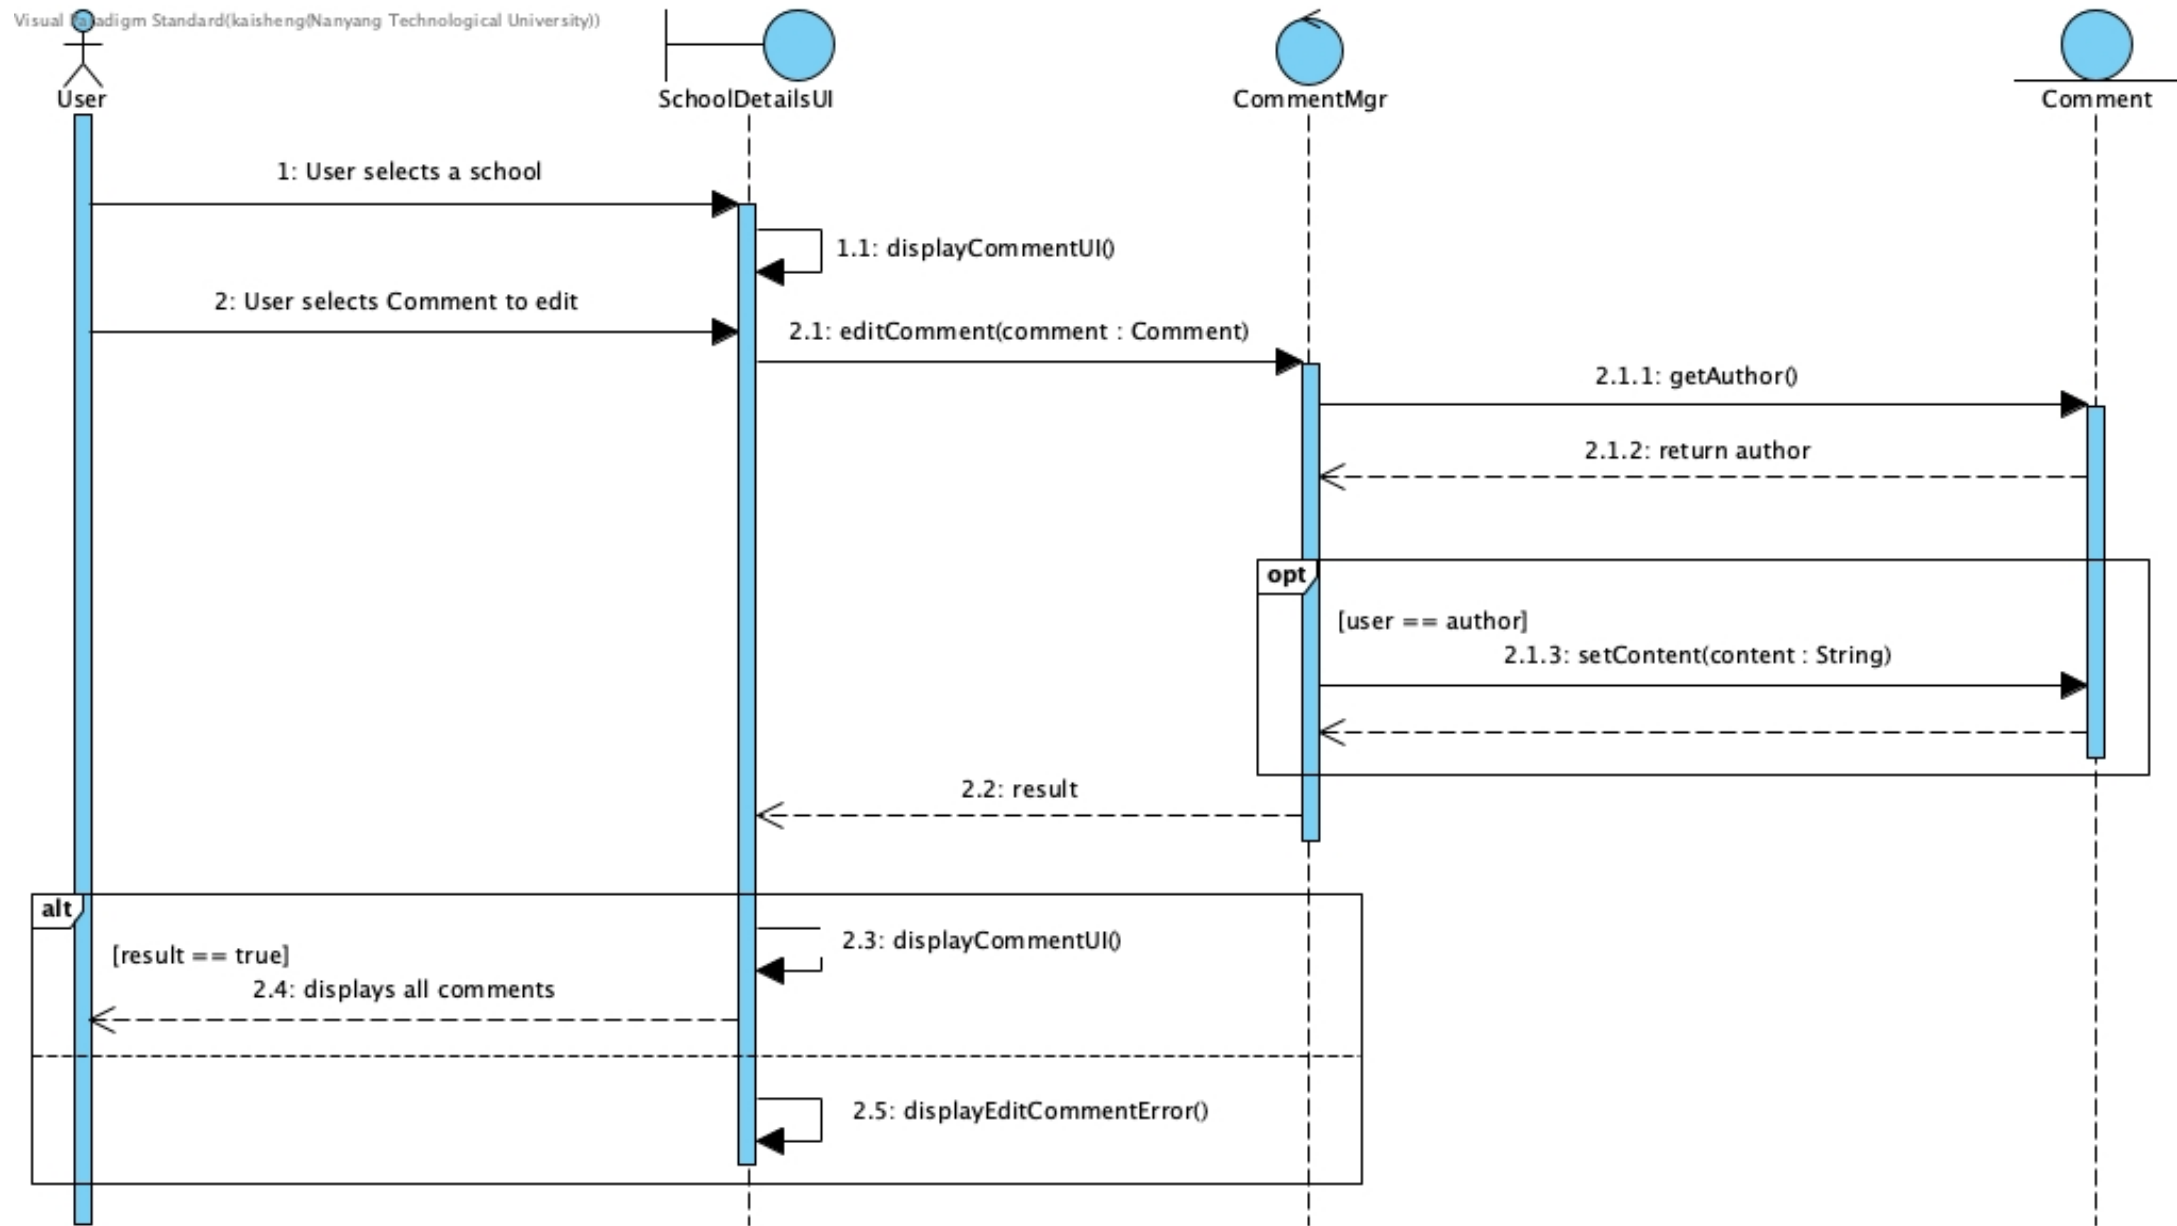 Visual Paradigm Standard(kaisheng(Nanyang Technological University))
User
SchoolDetailsUI
CommentMgr
Comment
1: User selects a school
1.1: displayCommentUI()
2: User selects Comment to edit
2.1: editComment(comment : Comment)
2.1.1: getAuthor()
2.1.2: return author
opt
[user == author]
2.1.3: setContent(content : String)
2.2: result
alt
2.3: displayCommentUI()
[result == true]
2.4: displays all comments
2.5: displayEditCommentError()